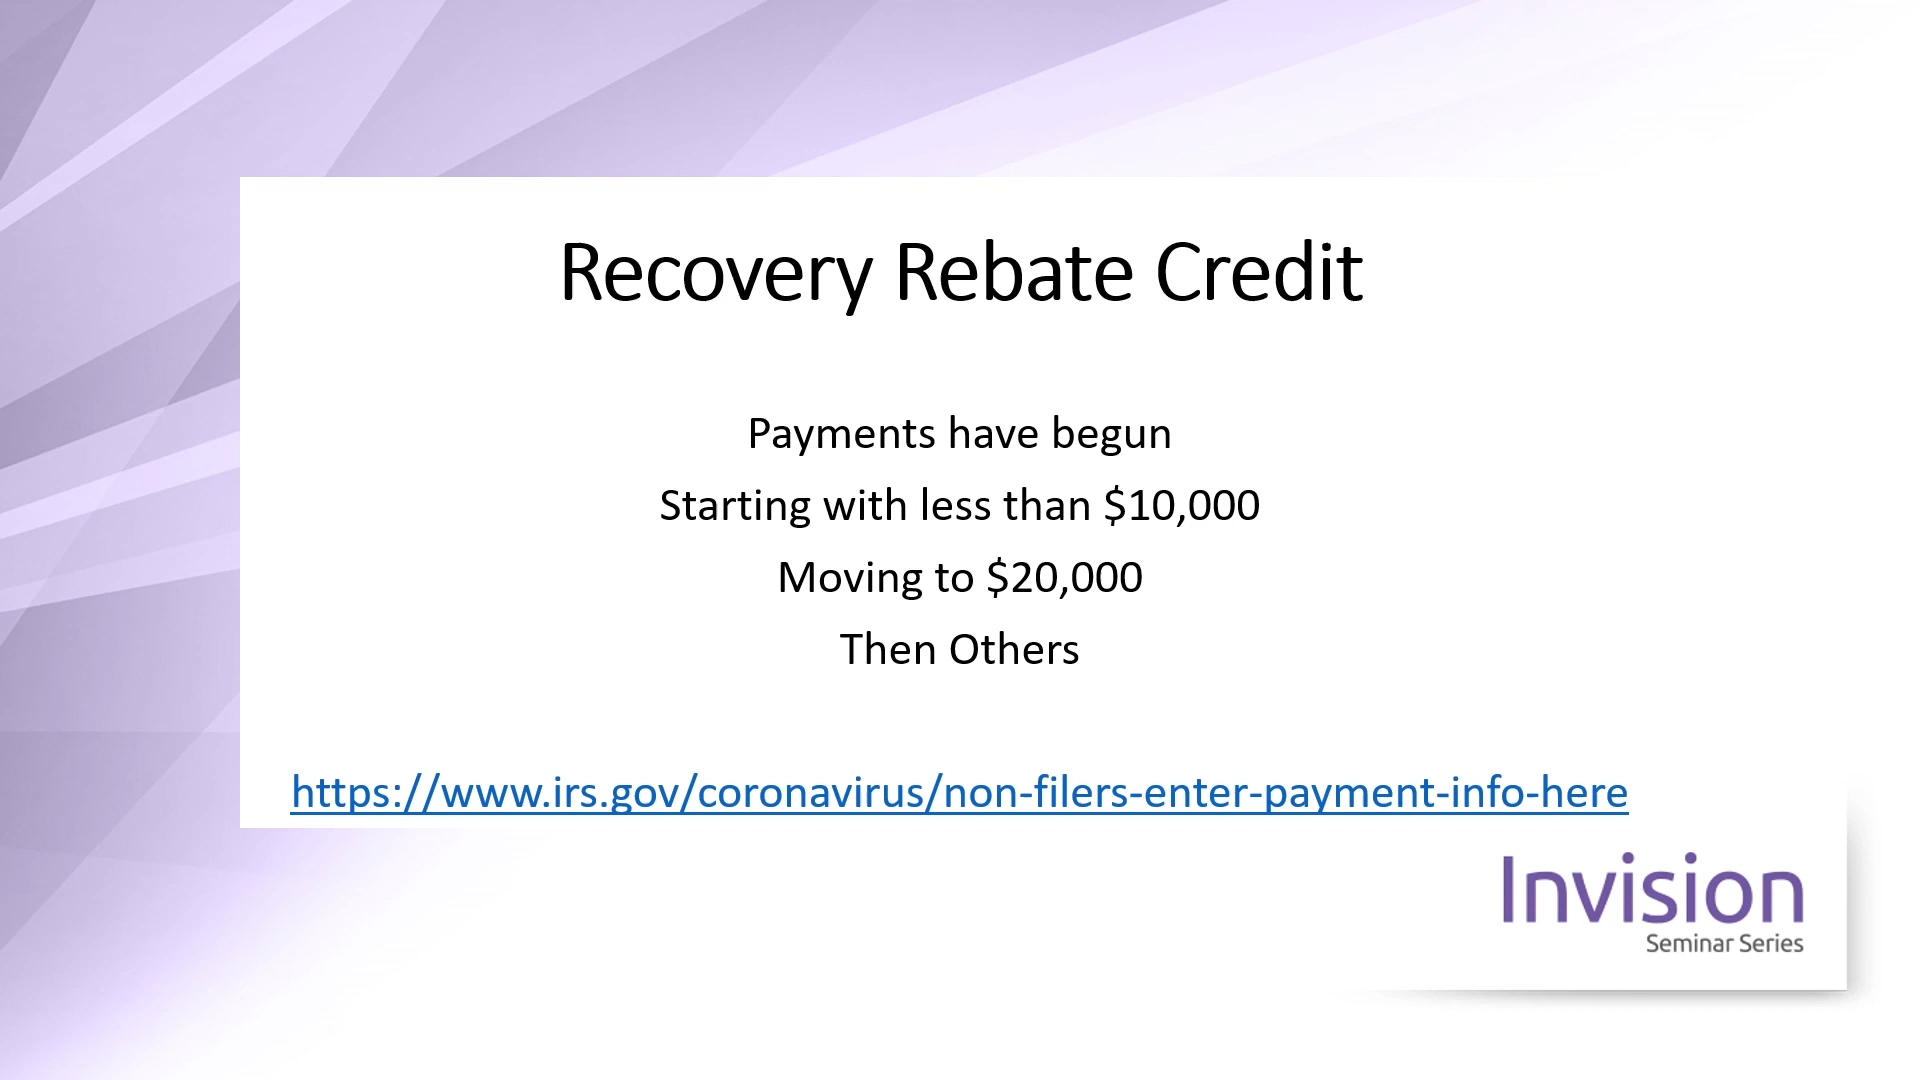 Recovery Rebate Credit
Payments have begun
Starting with less than $10,000
Moving to $20,000
Then Others
https://www.irs.gov/coronavirus/non-filers-enter-payment-info-here
Invision
Seminar Series